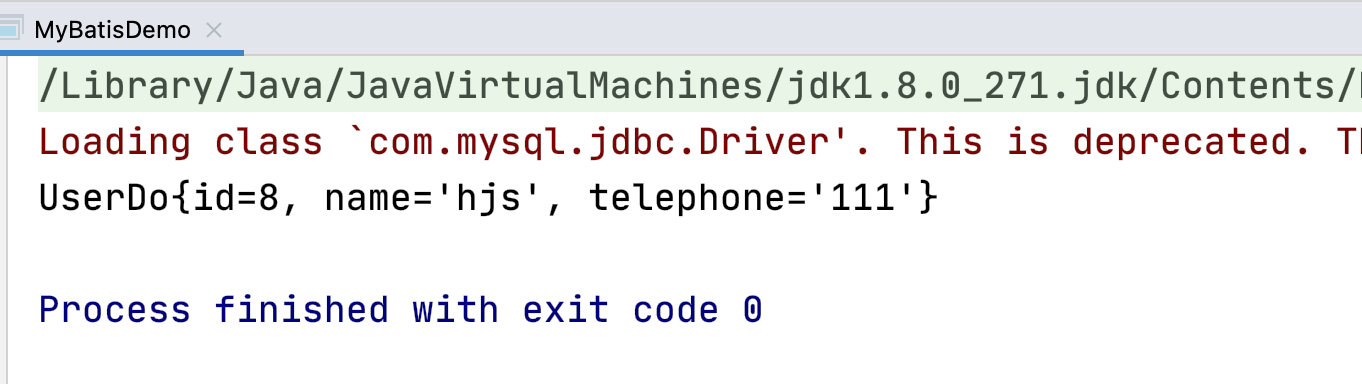 MyBatisDemo
/Library/Java/JavaVirtualMachines/jdk1.8.0_271.jdk/Contents/
Loading class `com.mysql.jdbc.Driver'. This is deprecated.
UserDo{id=8, name='hjs', telephone='111'}
Process finished with exit code 0